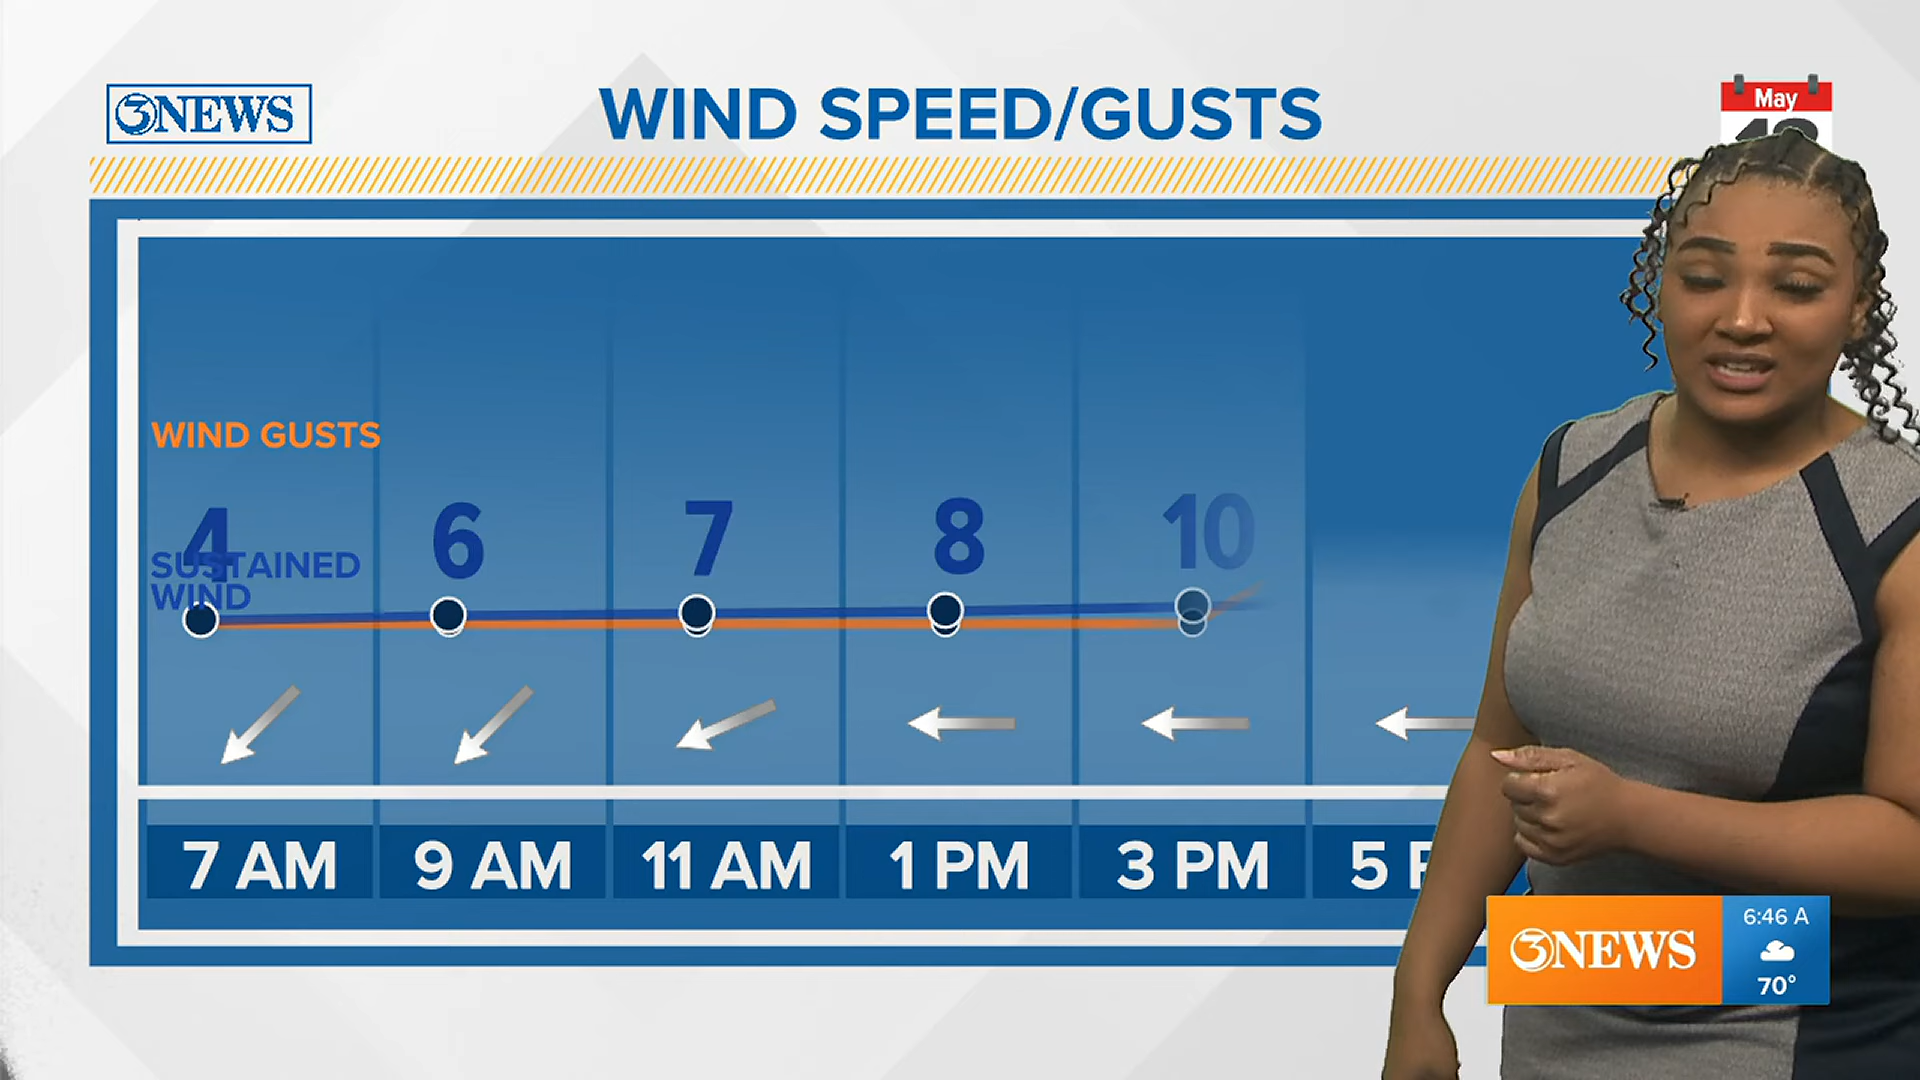 3NEWS
WIND SPEED/GUSTS
May
WIND GUSTS
4 6 7 8 10
SUSTAINED
WIND
7 AM 9 AM 11 AM 1 PM 3 PM 5
3NEWS
6:46 A
70°